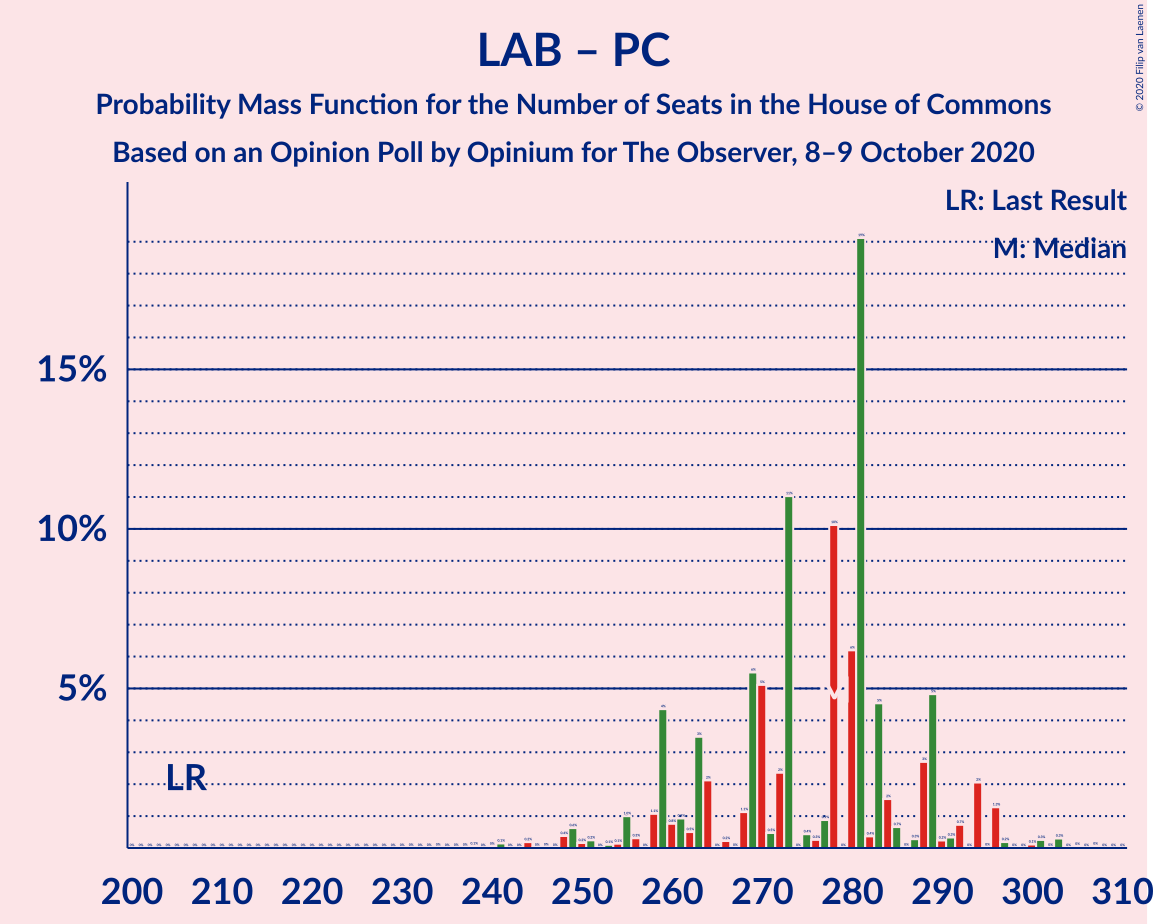 LAB – PC
Probability Mass Function for the Number of Seats in the House of Commons
Based on an Opinion Poll by Opinium for The Observer, 8–9 October 2020
© 2020 Filip van Laenen
LR: Last Result
M: Median
15%
10%
5%
LR
M
200 210 220 230 240 250 260 270 280 290 300 310